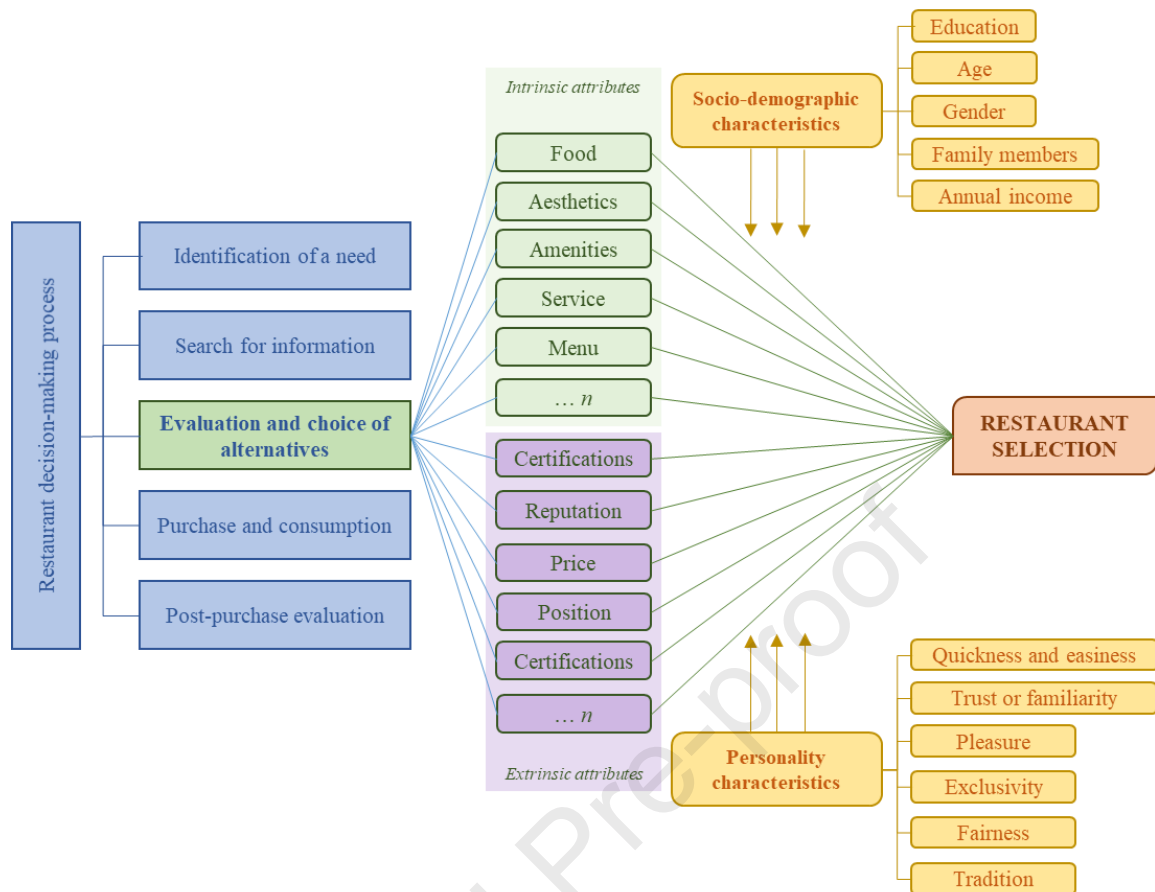 Restaurant decision-making process
Identification of a need
Search for information
Evaluation and choice of
alternatives
Purchase and consumption
Post-purchase evaluation
Intrinsic attributes
Food
Aesthetics
Amenities
Service
Menu
… n
Certifications
Reputation
Price
Position
Certifications
… n
Extrinsic attributes
Socio-demographic
characteristics
Education
Age
Gender
Family members
Annual income
RESTAURANT
SELECTION
Personality
characteristics
Quickness and easiness
Trust or familiarity
Pleasure
Exclusivity
Fairness
Tradition
Pre-proof